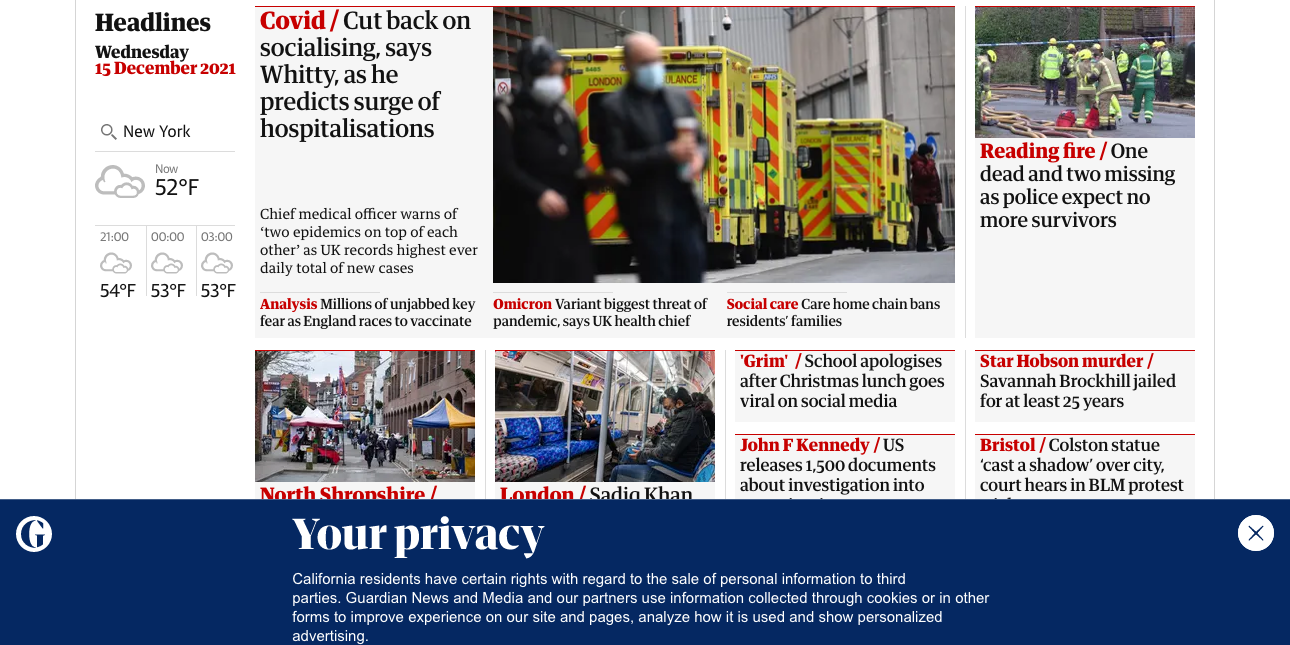 Headlines
Wednesday
15 December 2021
New York
Now
52°F
21:00
00:00
03:00
54°F
53°F
53°F
Covid / Cut back on
socialising, says
Whitty, as he
predicts surge of
hospitalisations
Chief medical officer warns of
‘two epidemics on top of each
other’ as UK records highest ever
daily total of new cases
LONDON
AMBULANCE
NHS
Analysis Millions of unjabbed key
fear as England races to vaccinate
Omicron Variant biggest threat of
pandemic, says UK health chief
Social care Care home chain bans
residents’ families
Reading fire / One
dead and two missing
as police expect no
more survivors
North Shropshire /
London / Sadiq Khan
'Grim' / School apologises
after Christmas lunch goes
viral on social media
John F Kennedy / US
releases 1,500 documents
about investigation into
Star Hobson murder /
Savannah Brockhill jailed
for at least 25 years
Bristol / Colston statue
‘cast a shadow’ over city,
court hears in BLM protest
G
Your privacy
California residents have certain rights with regard to the sale of personal information to third
parties. Guardian News and Media and our partners use information collected through cookies or in other
forms to improve experience on our site and pages, analyze how it is used and show personalized
advertising.